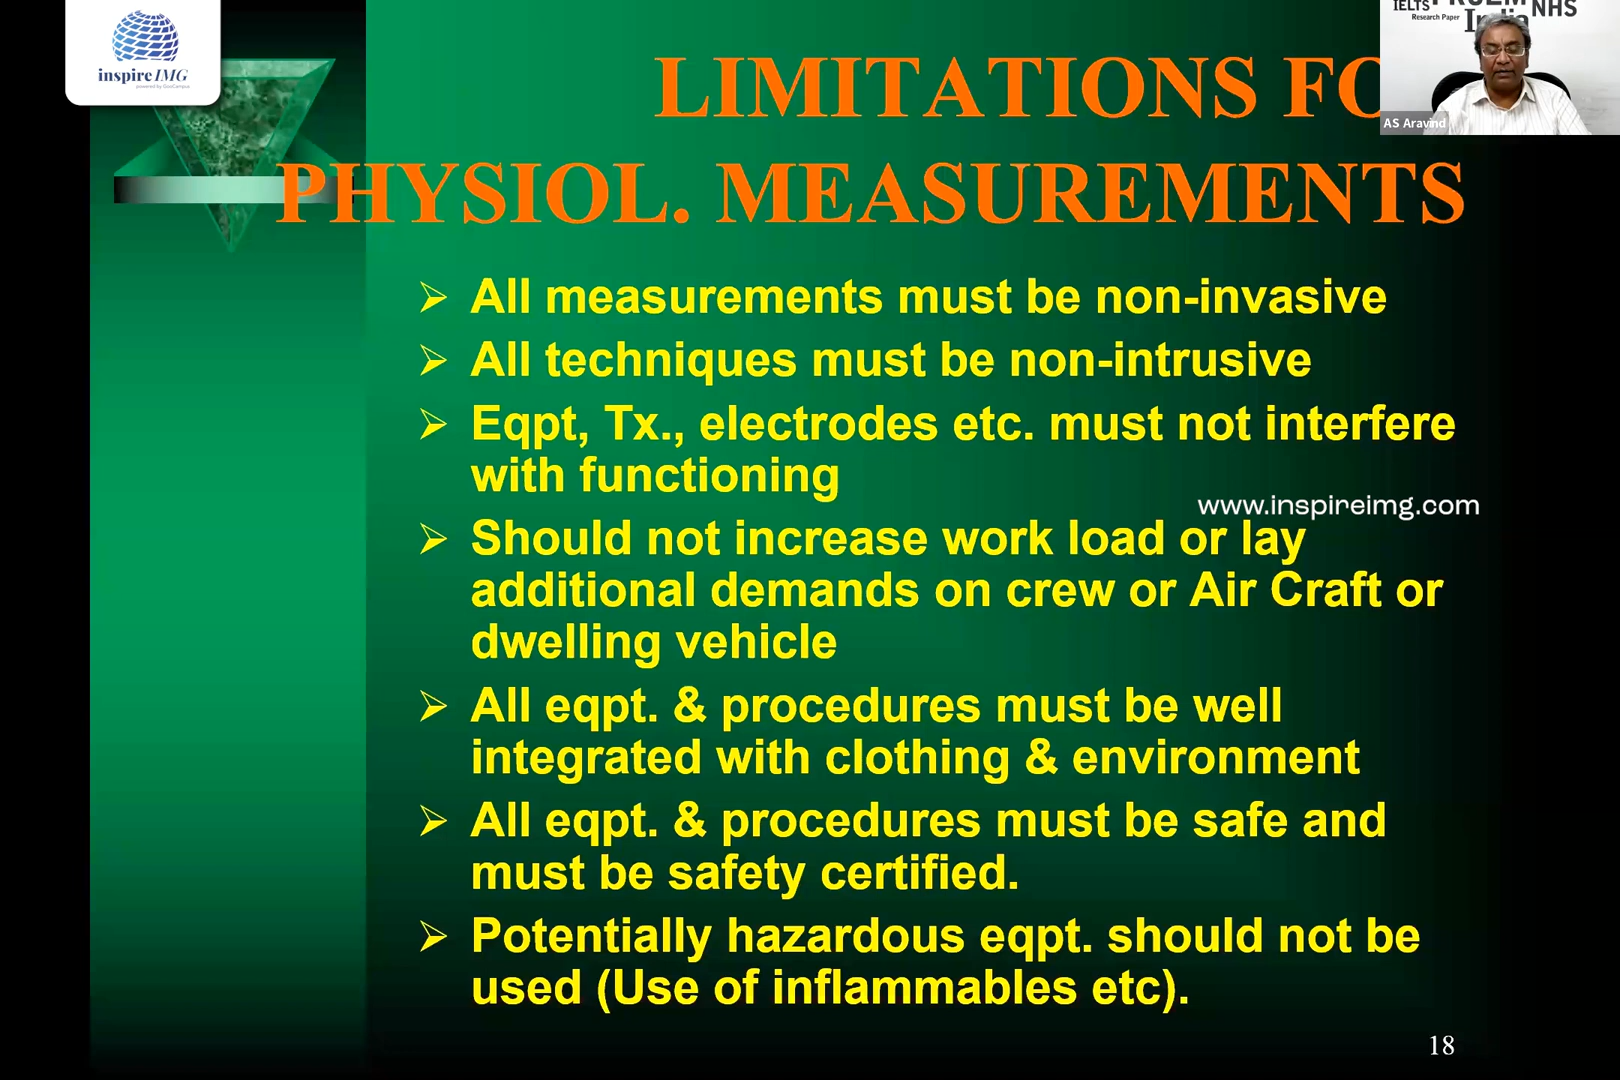 inspire IMG
IELTS
NHS
Research Paper
AS Aravind
LIMITATIONS
PHYSIOL. MEASUREMENTS
➢ All measurements must be non-invasive
➢ All techniques must be non-intrusive
➢ Eqpt, Tx., electrodes etc. must not interfere
with functioning
www.inspireimg.com
➢ Should not increase work load or lay
additional demands on crew or Air Craft or
dwelling vehicle
➢ All eqpt. & procedures must be well
integrated with clothing & environment
➢ All eqpt. & procedures must be safe and
must be safety certified.
➢ Potentially hazardous eqpt. should not be
used (Use of inflammables etc).
18